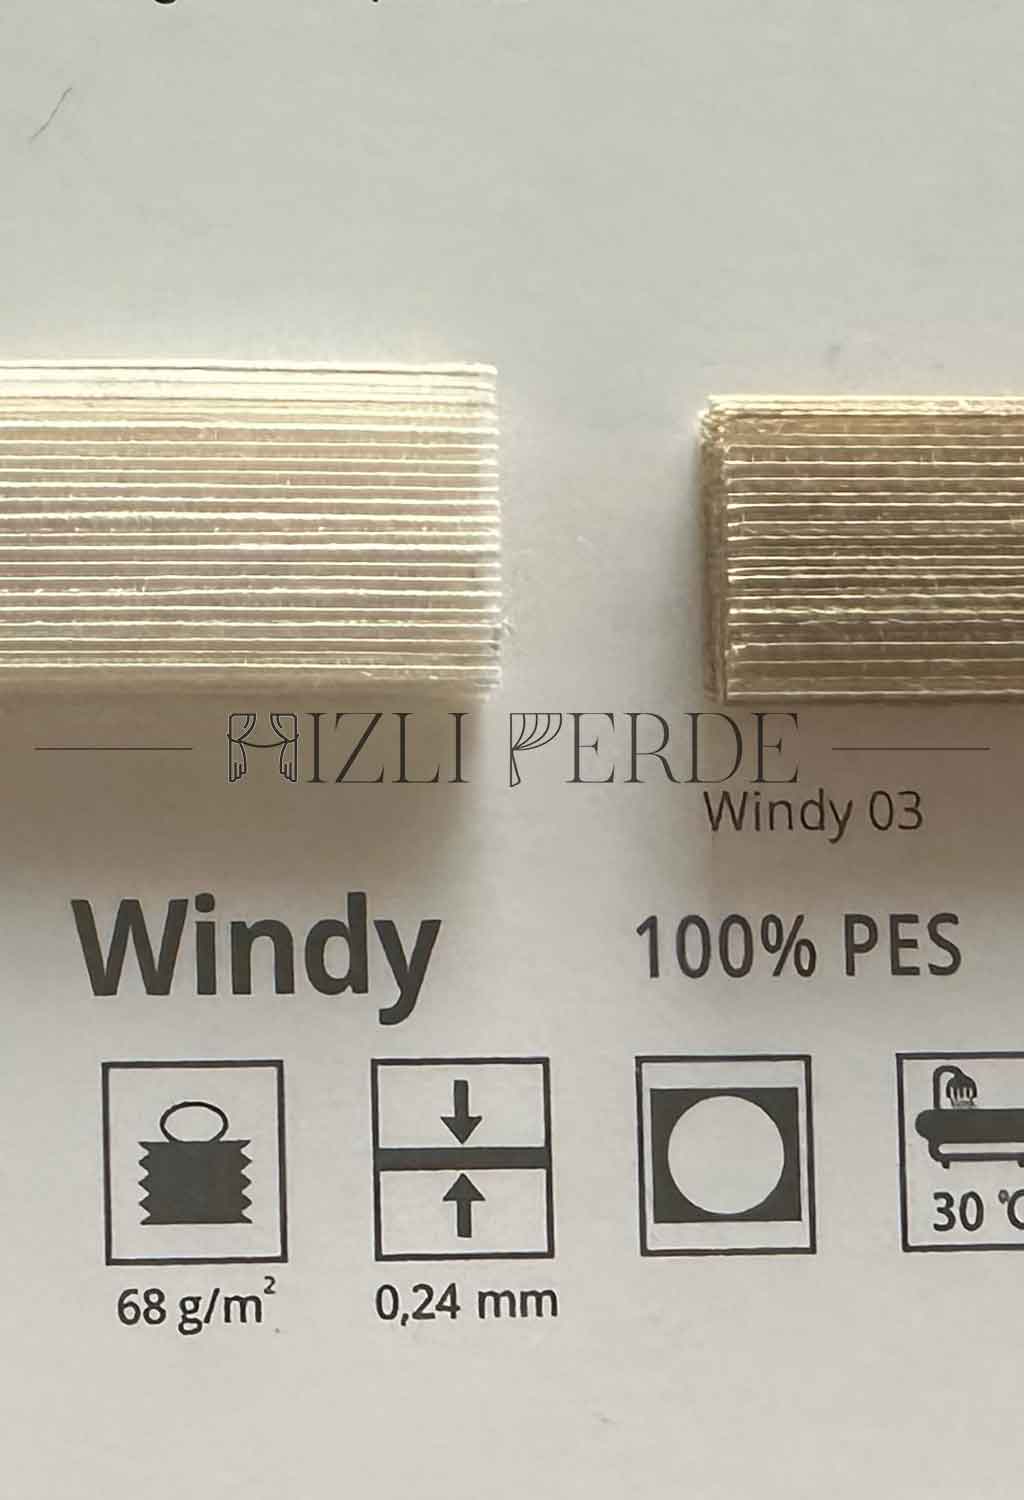 HIZLI PERDE
Windy 03
Windy
100% PES
30 °C
68 g/m²
0,24 mm